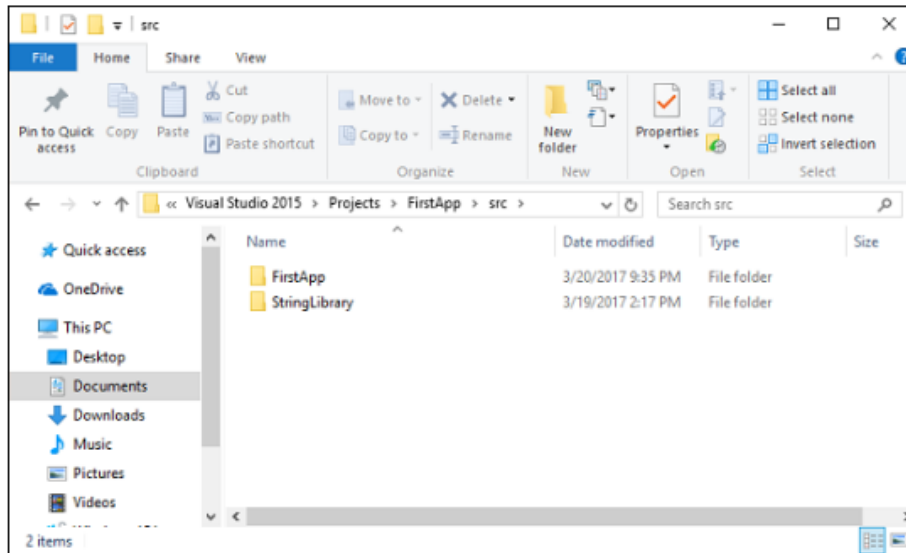 src
File Home Share View
Pin to Quick access
Copy
Paste
Cut
Copy path
Paste shortcut
Clipboard
Move to
Copy to
Delete
Rename
Organize
New folder
New
Properties
Open
Select all
Select none
Invert selection
Select
« Visual Studio 2015 > Projects > FirstApp > src >
Search src
Quick access
OneDrive
This PC
Desktop
Documents
Downloads
Music
Pictures
Videos
Name Date modified Type Size
FirstApp 3/20/2017 9:35 PM File folder
StringLibrary 3/19/2017 2:17 PM File folder
2 items